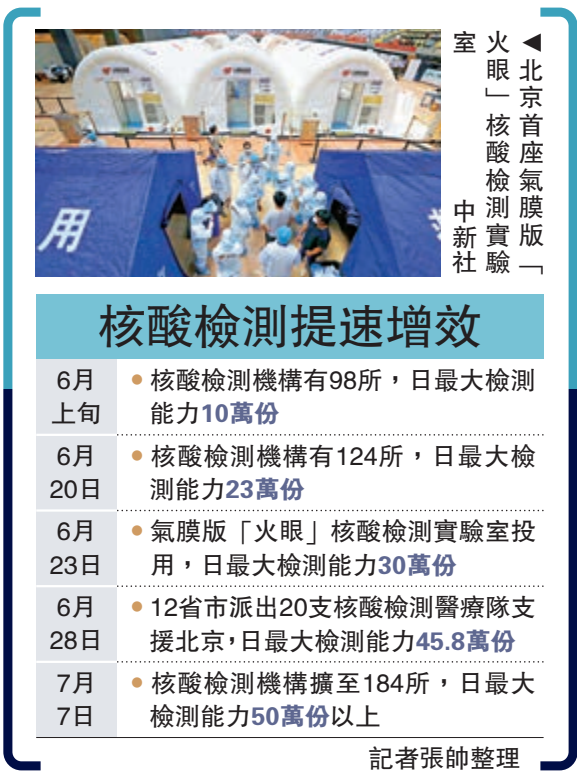 ◀北京首座氣膜版「
火眼」核酸檢測實驗
室　中新社
用
核酸檢測提速增效
6月
上旬
●核酸檢測機構有98所，日最大檢測
能力10萬份
6月
20日
●核酸檢測機構有124所，日最大檢
測能力23萬份
6月
23日
●氣膜版「火眼」核酸檢測實驗室投
用，日最大檢測能力30萬份
6月
28日
●12省市派出20支核酸檢測醫療隊支
援北京，日最大檢測能力45.8萬份
7月
7日
●核酸檢測機構擴至184所，日最大
檢測能力50萬份以上
記者張帥整理